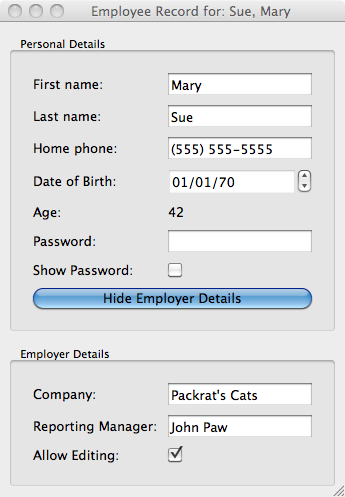 Employee Record for: Sue, Mary
Personal Details
First name: Mary
Last name: Sue
Home phone: (555) 555-5555
Date of Birth: 01/01/70
Age: 42
Password:
Show Password:
Hide Employer Details
Employer Details
Company: Packrat's Cats
Reporting Manager: John Paw
Allow Editing: